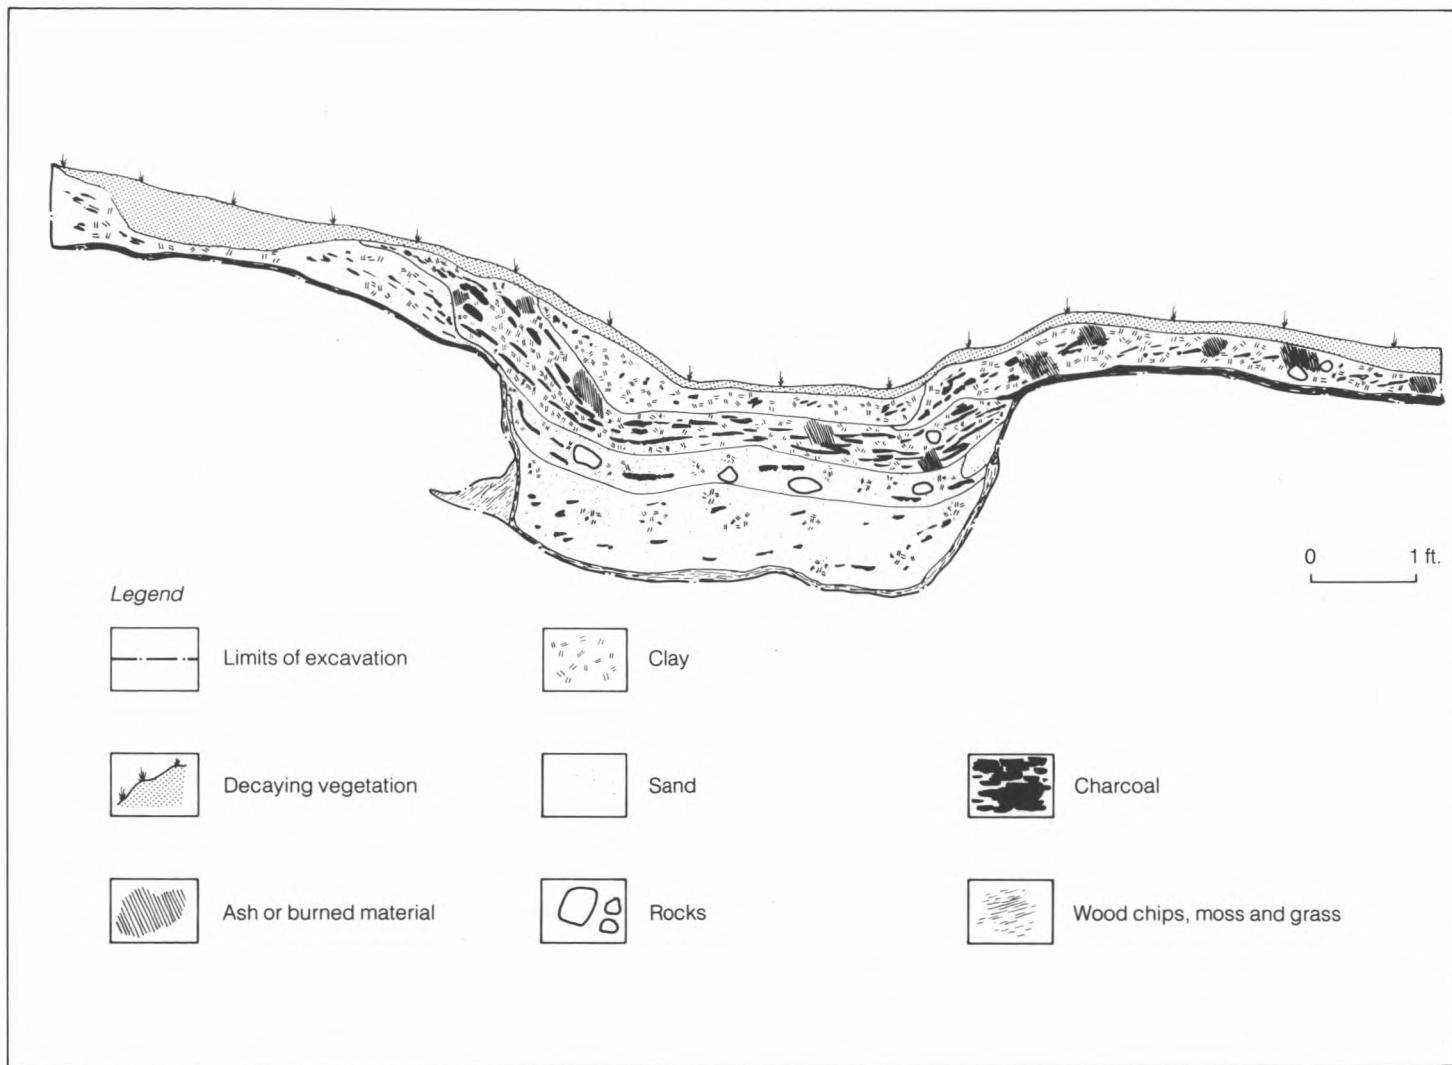 0 1 ft.
Legend
Limits of excavation
Clay
Decaying vegetation
Sand
Charcoal
Ash or burned material
Rocks
Wood chips, moss and grass